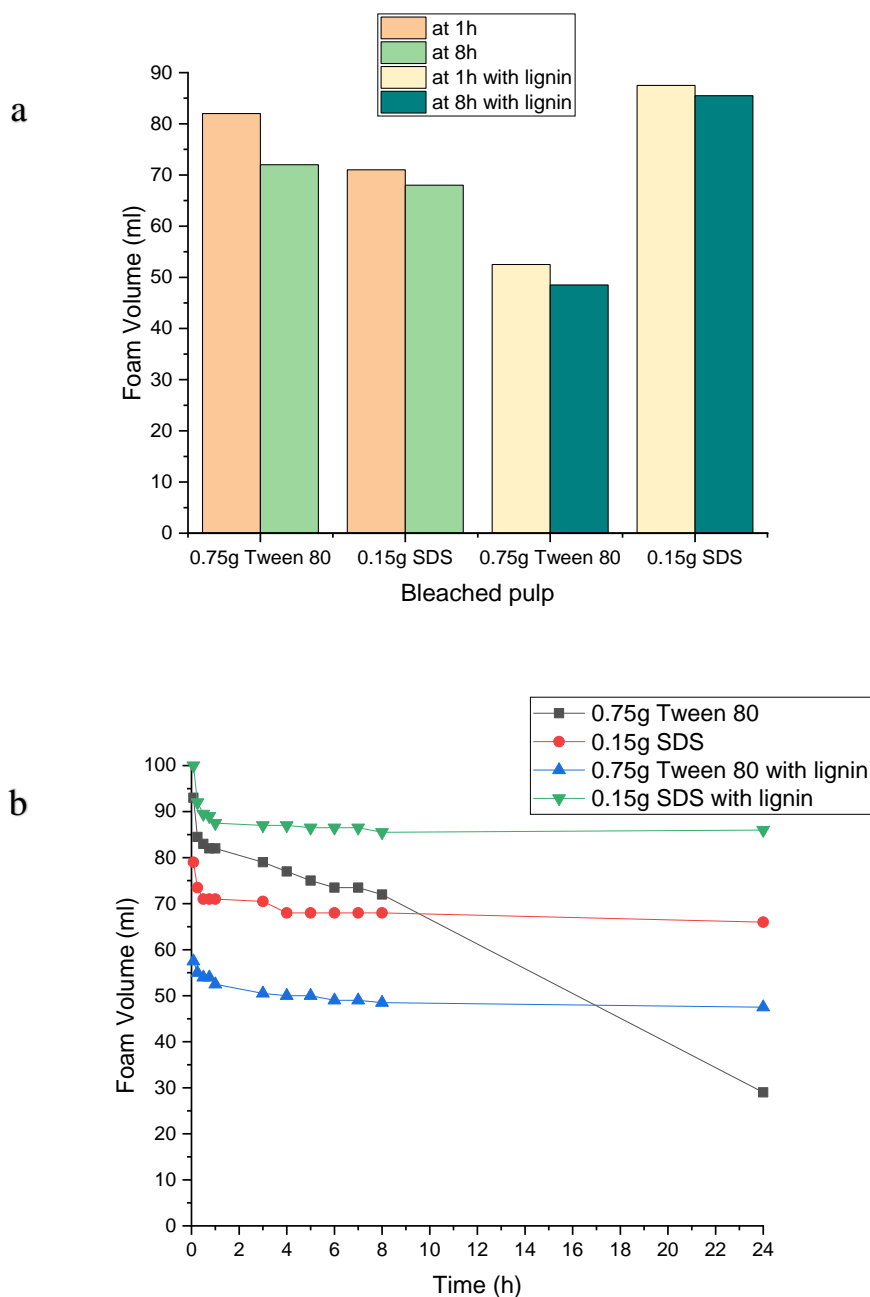 a
at 1h
at 8h
at 1h with lignin
at 8h with lignin
90
80
70
60
50
40
30
20
10
0
Foam Volume (ml)
0.75g Tween 80 0.15g SDS 0.75g Tween 80 0.15g SDS
Bleached pulp
b
0.75g Tween 80
0.15g SDS
0.75g Tween 80 with lignin
0.15g SDS with lignin
100
90
80
70
60
50
40
30
20
10
0
Foam Volume (ml)
0 2 4 6 8 10 12 14 16 18 20 22 24
Time (h)